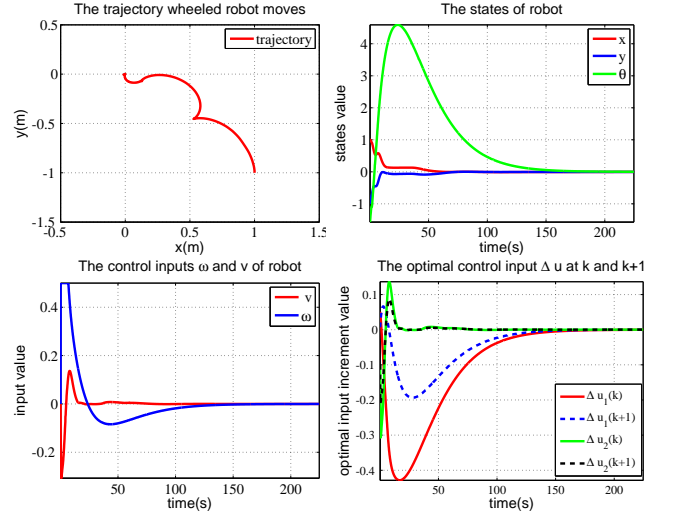 The trajectory wheeled robot moves
trajectory
0.5
0
-0.5
-1
-1.5
-0.5
0
0.5
1
1.5
x(m)
y(m)
The states of robot
x
y
θ
4
3
2
1
0
-1
50
100
150
200
time(s)
states value
The control inputs ω and v of robot
v
ω
0.4
0.2
0
-0.2
50
100
150
200
time(s)
input value
The optimal control input Δ u at k and k+1
0.1
0
-0.1
-0.2
-0.3
-0.4
50
100
150
200
time(s)
optimal input increment value
Δ u1(k)
Δ u1(k+1)
Δ u2(k)
Δ u2(k+1)